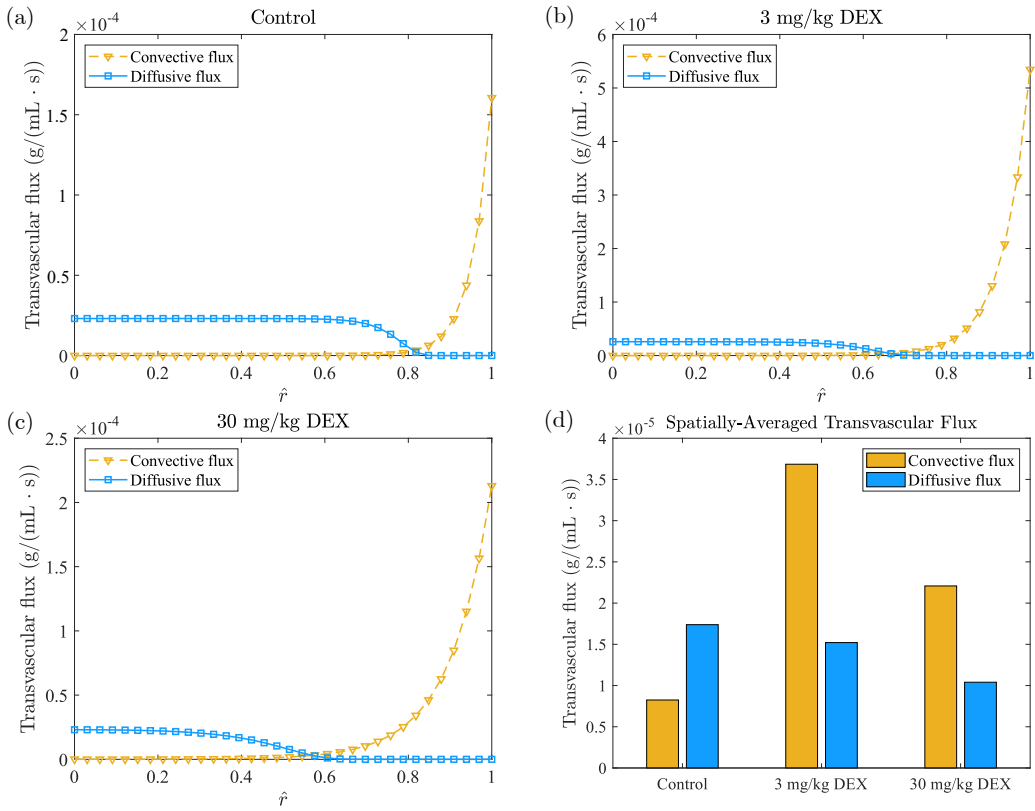 (a)
Control
×10⁻⁴
Convective flux
Diffusive flux
Transvascular flux (g/(mL · s))
2
1.5
1
0.5
0
0 0.2 0.4 0.6 0.8 1
r̂
(b)
3 mg/kg DEX
×10⁻⁴
Convective flux
Diffusive flux
Transvascular flux (g/(mL · s))
6
5
4
3
2
1
0
0 0.2 0.4 0.6 0.8 1
r̂
(c)
30 mg/kg DEX
×10⁻⁴
Convective flux
Diffusive flux
Transvascular flux (g/(mL · s))
2.5
2
1.5
1
0.5
0
0 0.2 0.4 0.6 0.8 1
r̂
(d)
Spatially-Averaged Transvascular Flux
×10⁻⁵
Convective flux
Diffusive flux
Transvascular flux (g/(mL · s))
4
3.5
3
2.5
2
1.5
1
0.5
0
Control 3 mg/kg DEX 30 mg/kg DEX